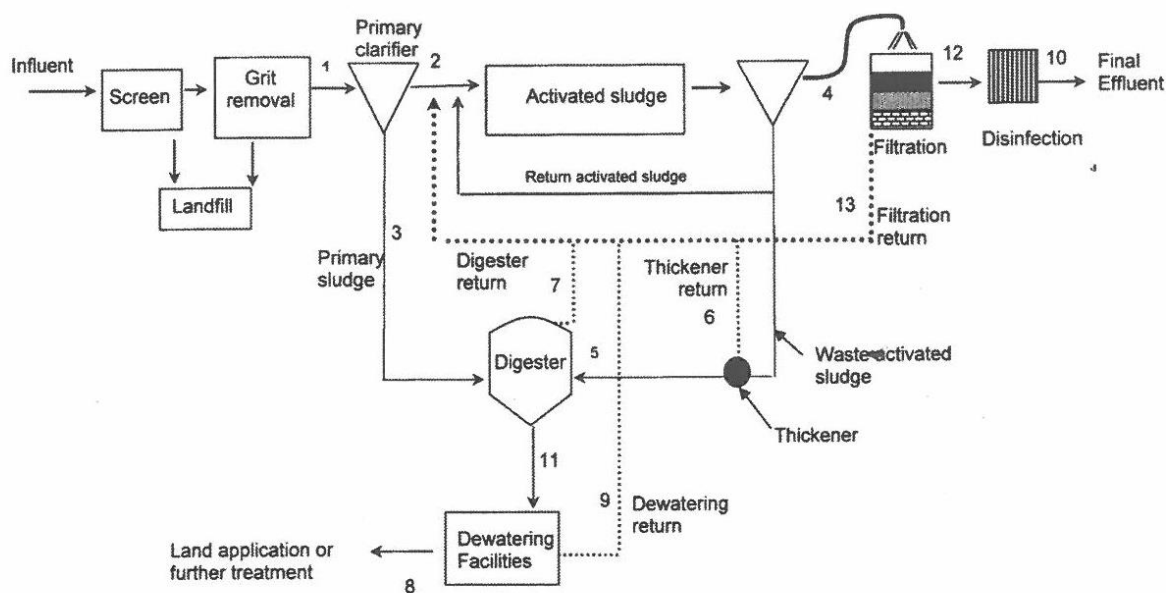 Primary
clarifier
Influent
Screen
Grit
removal
1
2
Activated sludge
4
12
10
Final
Effluent
Filtration
Disinfection
Landfill
Return activated sludge
13
Filtration
return
3
Primary
sludge
Digester
return
7
Thickener
return
6
Digester
5
Waste activated
sludge
Thickener
11
9
Dewatering
return
Dewatering
Facilities
Land application or
further treatment
8